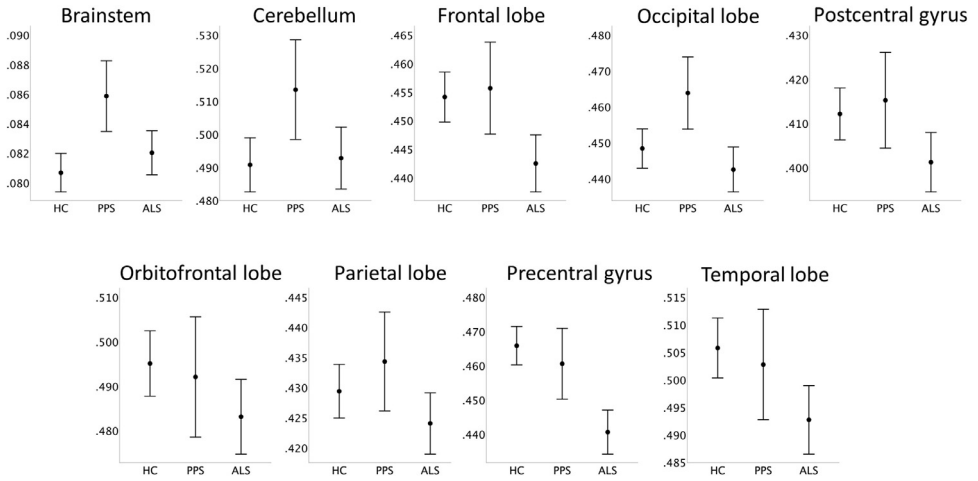 Brainstem
.090
.088
.086
.084
.082
.080
HC PPS ALS
Cerebellum
.530
.520
.510
.500
.490
.480
HC PPS ALS
Frontal lobe
.465
.460
.455
.450
.445
.440
HC PPS ALS
Occipital lobe
.480
.470
.460
.450
.440
HC PPS ALS
Postcentral gyrus
.430
.420
.410
.400
HC PPS ALS
Orbitofrontal lobe
.510
.500
.490
.480
HC PPS ALS
Parietal lobe
.445
.440
.435
.430
.425
.420
HC PPS ALS
Precentral gyrus
.480
.470
.460
.450
.440
HC PPS ALS
Temporal lobe
.515
.510
.505
.500
.495
.490
.485
HC PPS ALS